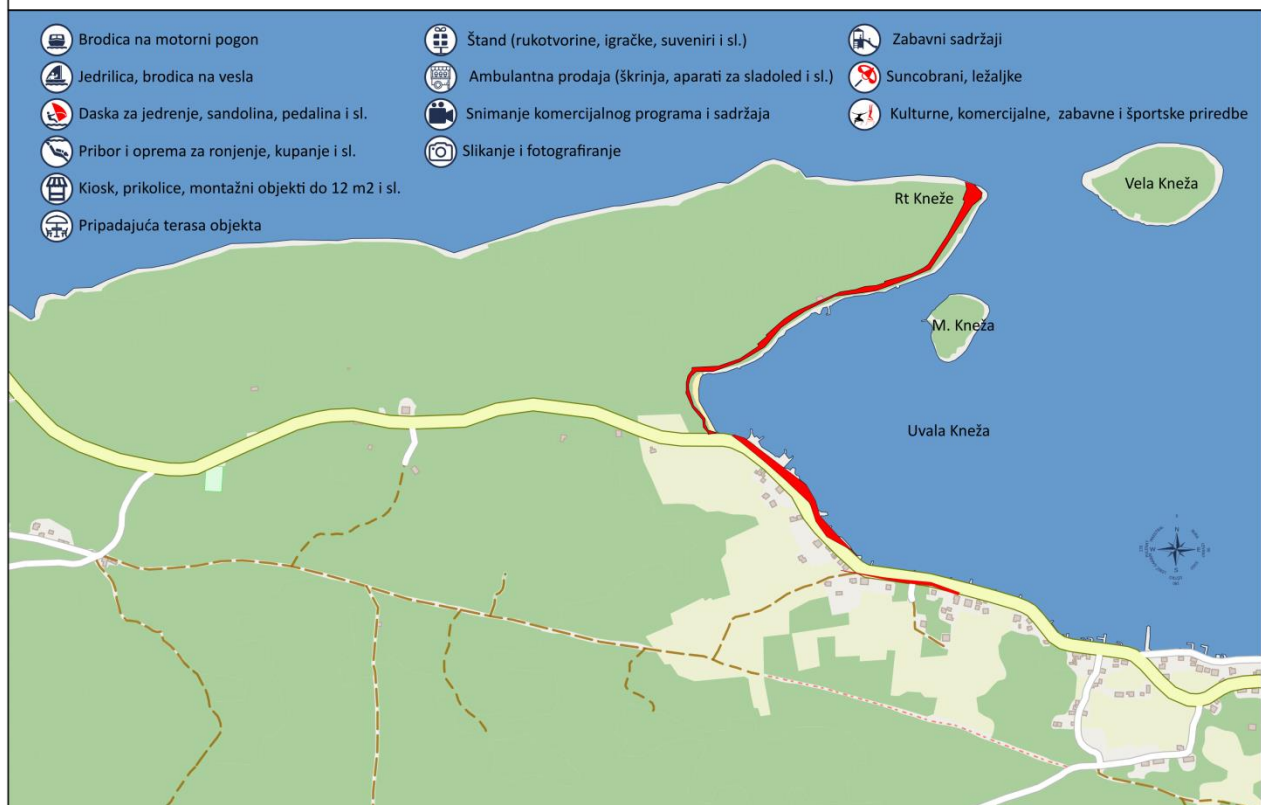 Brodica na motorni pogon
Jedrilica, brodica na vesla
Daska za jedrenje, sandolina, pedalina i sl.
Pribor i oprema za ronjenje, kupanje i sl.
Kiosk, prikolice, montažni objekti do 12 m2 i sl.
Pripadajuća terasa objekta
Štand (rukotvorine, igračke, suveniri i sl.)
Ambulantna prodaja (škrinja, aparati za sladoled i sl.)
Snimanje komercijalnog programa i sadržaja
Slikanje i fotografiranje
Zabavni sadržaji
Suncobrani, ležaljke
Kulturne, komercijalne, zabavne i športske priredbe
Rt Kneže
Vela Kneža
M. Kneža
Uvala Kneža
N
W
E
S